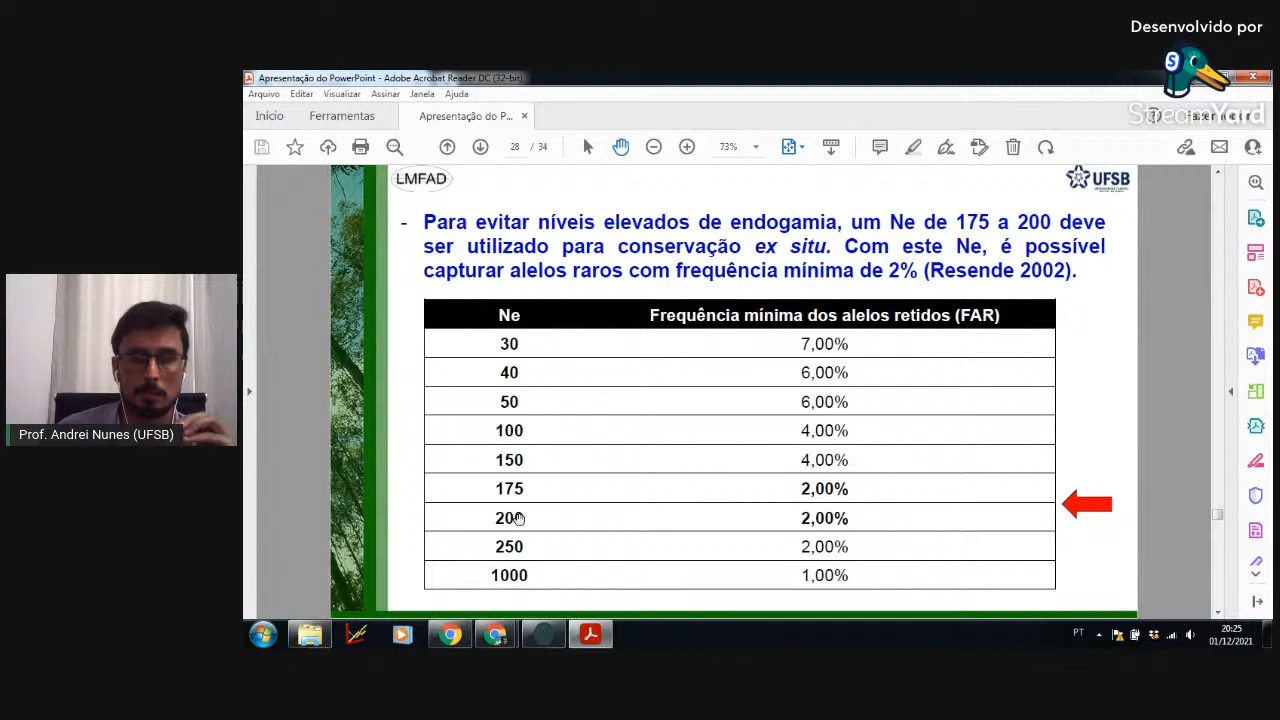 Desenvolvido por
StreamYard
Apresentação do PowerPoint - Adobe Acrobat Reader DC (32-bit)
Arquivo Editar Visualizar Assinar Janela Ajuda
Início Ferramentas Apresentação do P... ×
28 / 34 73%
LMFAD UFSB
- Para evitar níveis elevados de endogamia, um Ne de 175 a 200 deve
ser utilizado para conservação ex situ. Com este Ne, é possível
capturar alelos raros com frequência mínima de 2% (Resende 2002).
Ne Frequência mínima dos alelos retidos (FAR)
30 7,00%
40 6,00%
50 6,00%
100 4,00%
150 4,00%
175 2,00%
200 2,00%
250 2,00%
1000 1,00%
Prof. Andrei Nunes (UFSB)
PT 20:25
01/12/2021